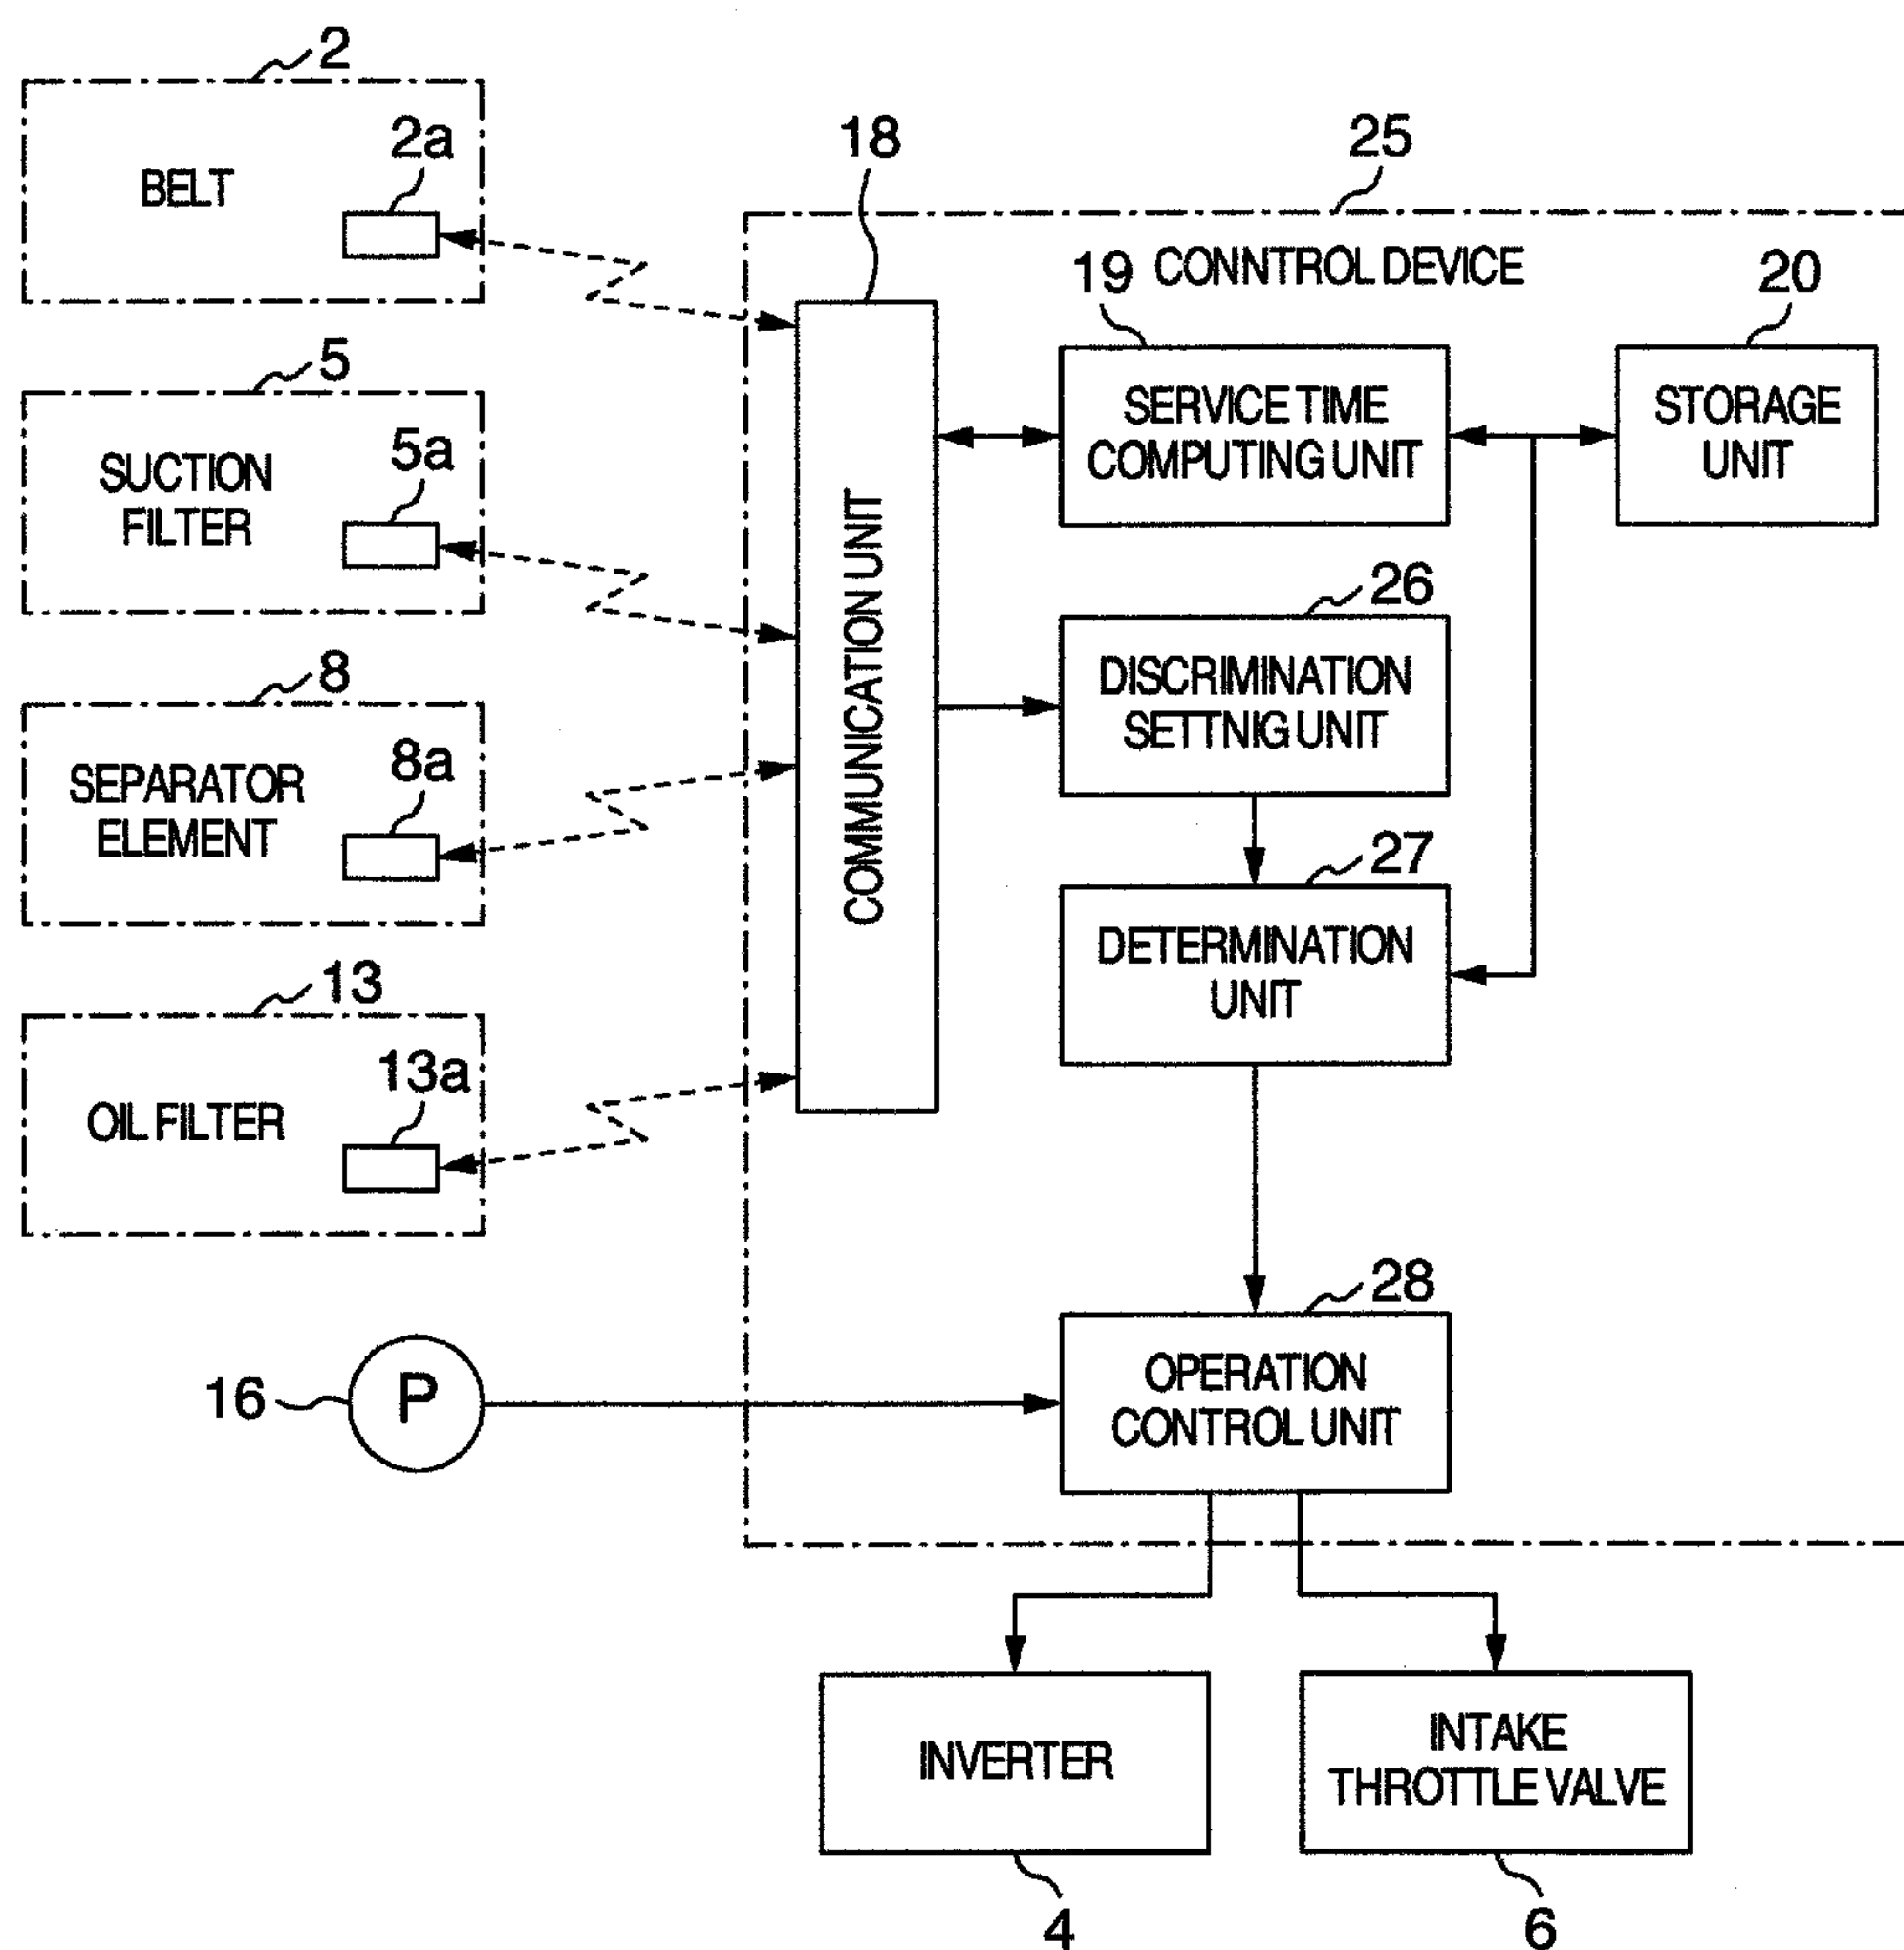 2
2a
BELT
5
5a
SUCTION
FILTER
8
8a
SEPARATOR
ELEMENT
13
13a
OIL FILTER
16
P
18
COMMUNICATION UNIT
25
CONNTROL DEVICE
19
SERVICE TIME
COMPUTING UNIT
20
STORAGE
UNIT
26
DISCRIMINATION
SETTNIG UNIT
27
DETERMINATION
UNIT
28
OPERATION
CONTROL UNIT
INVERTER
4
INTAKE
THROTTLE VALVE
6